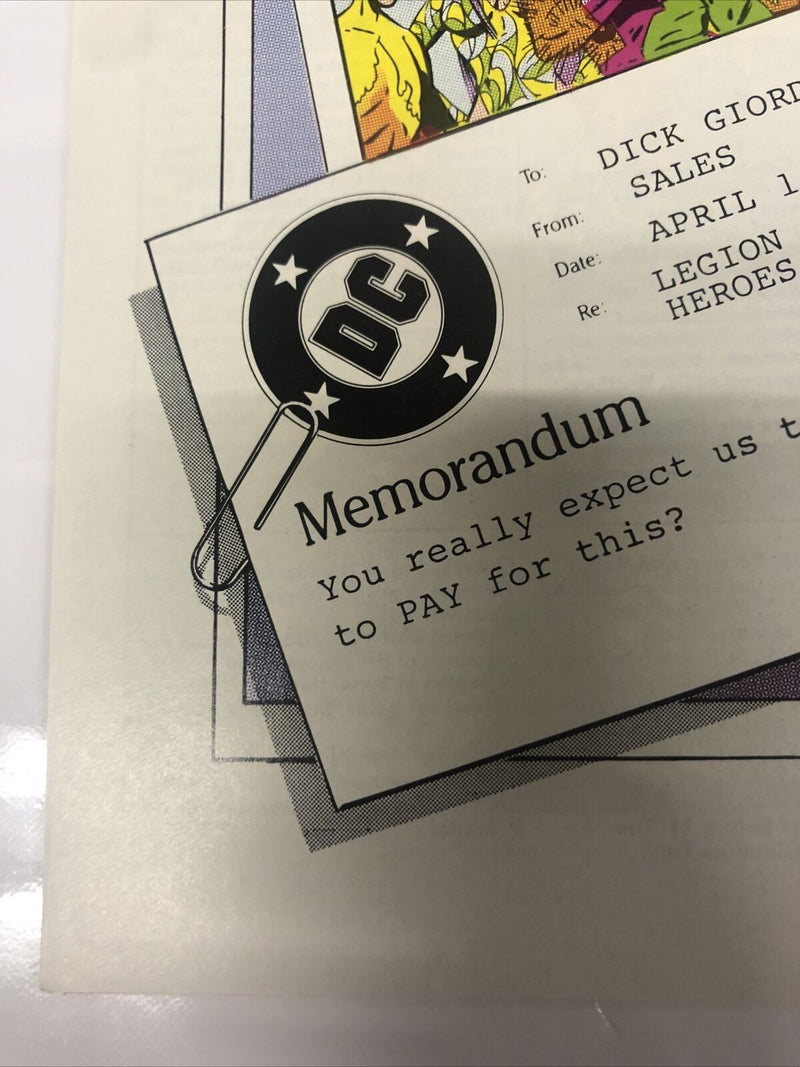 To: DICK GIORD
From: SALES
Date: APRIL 1
Re: LEGION
HEROES
DC
Memorandum
You really expect us t
to PAY for this?